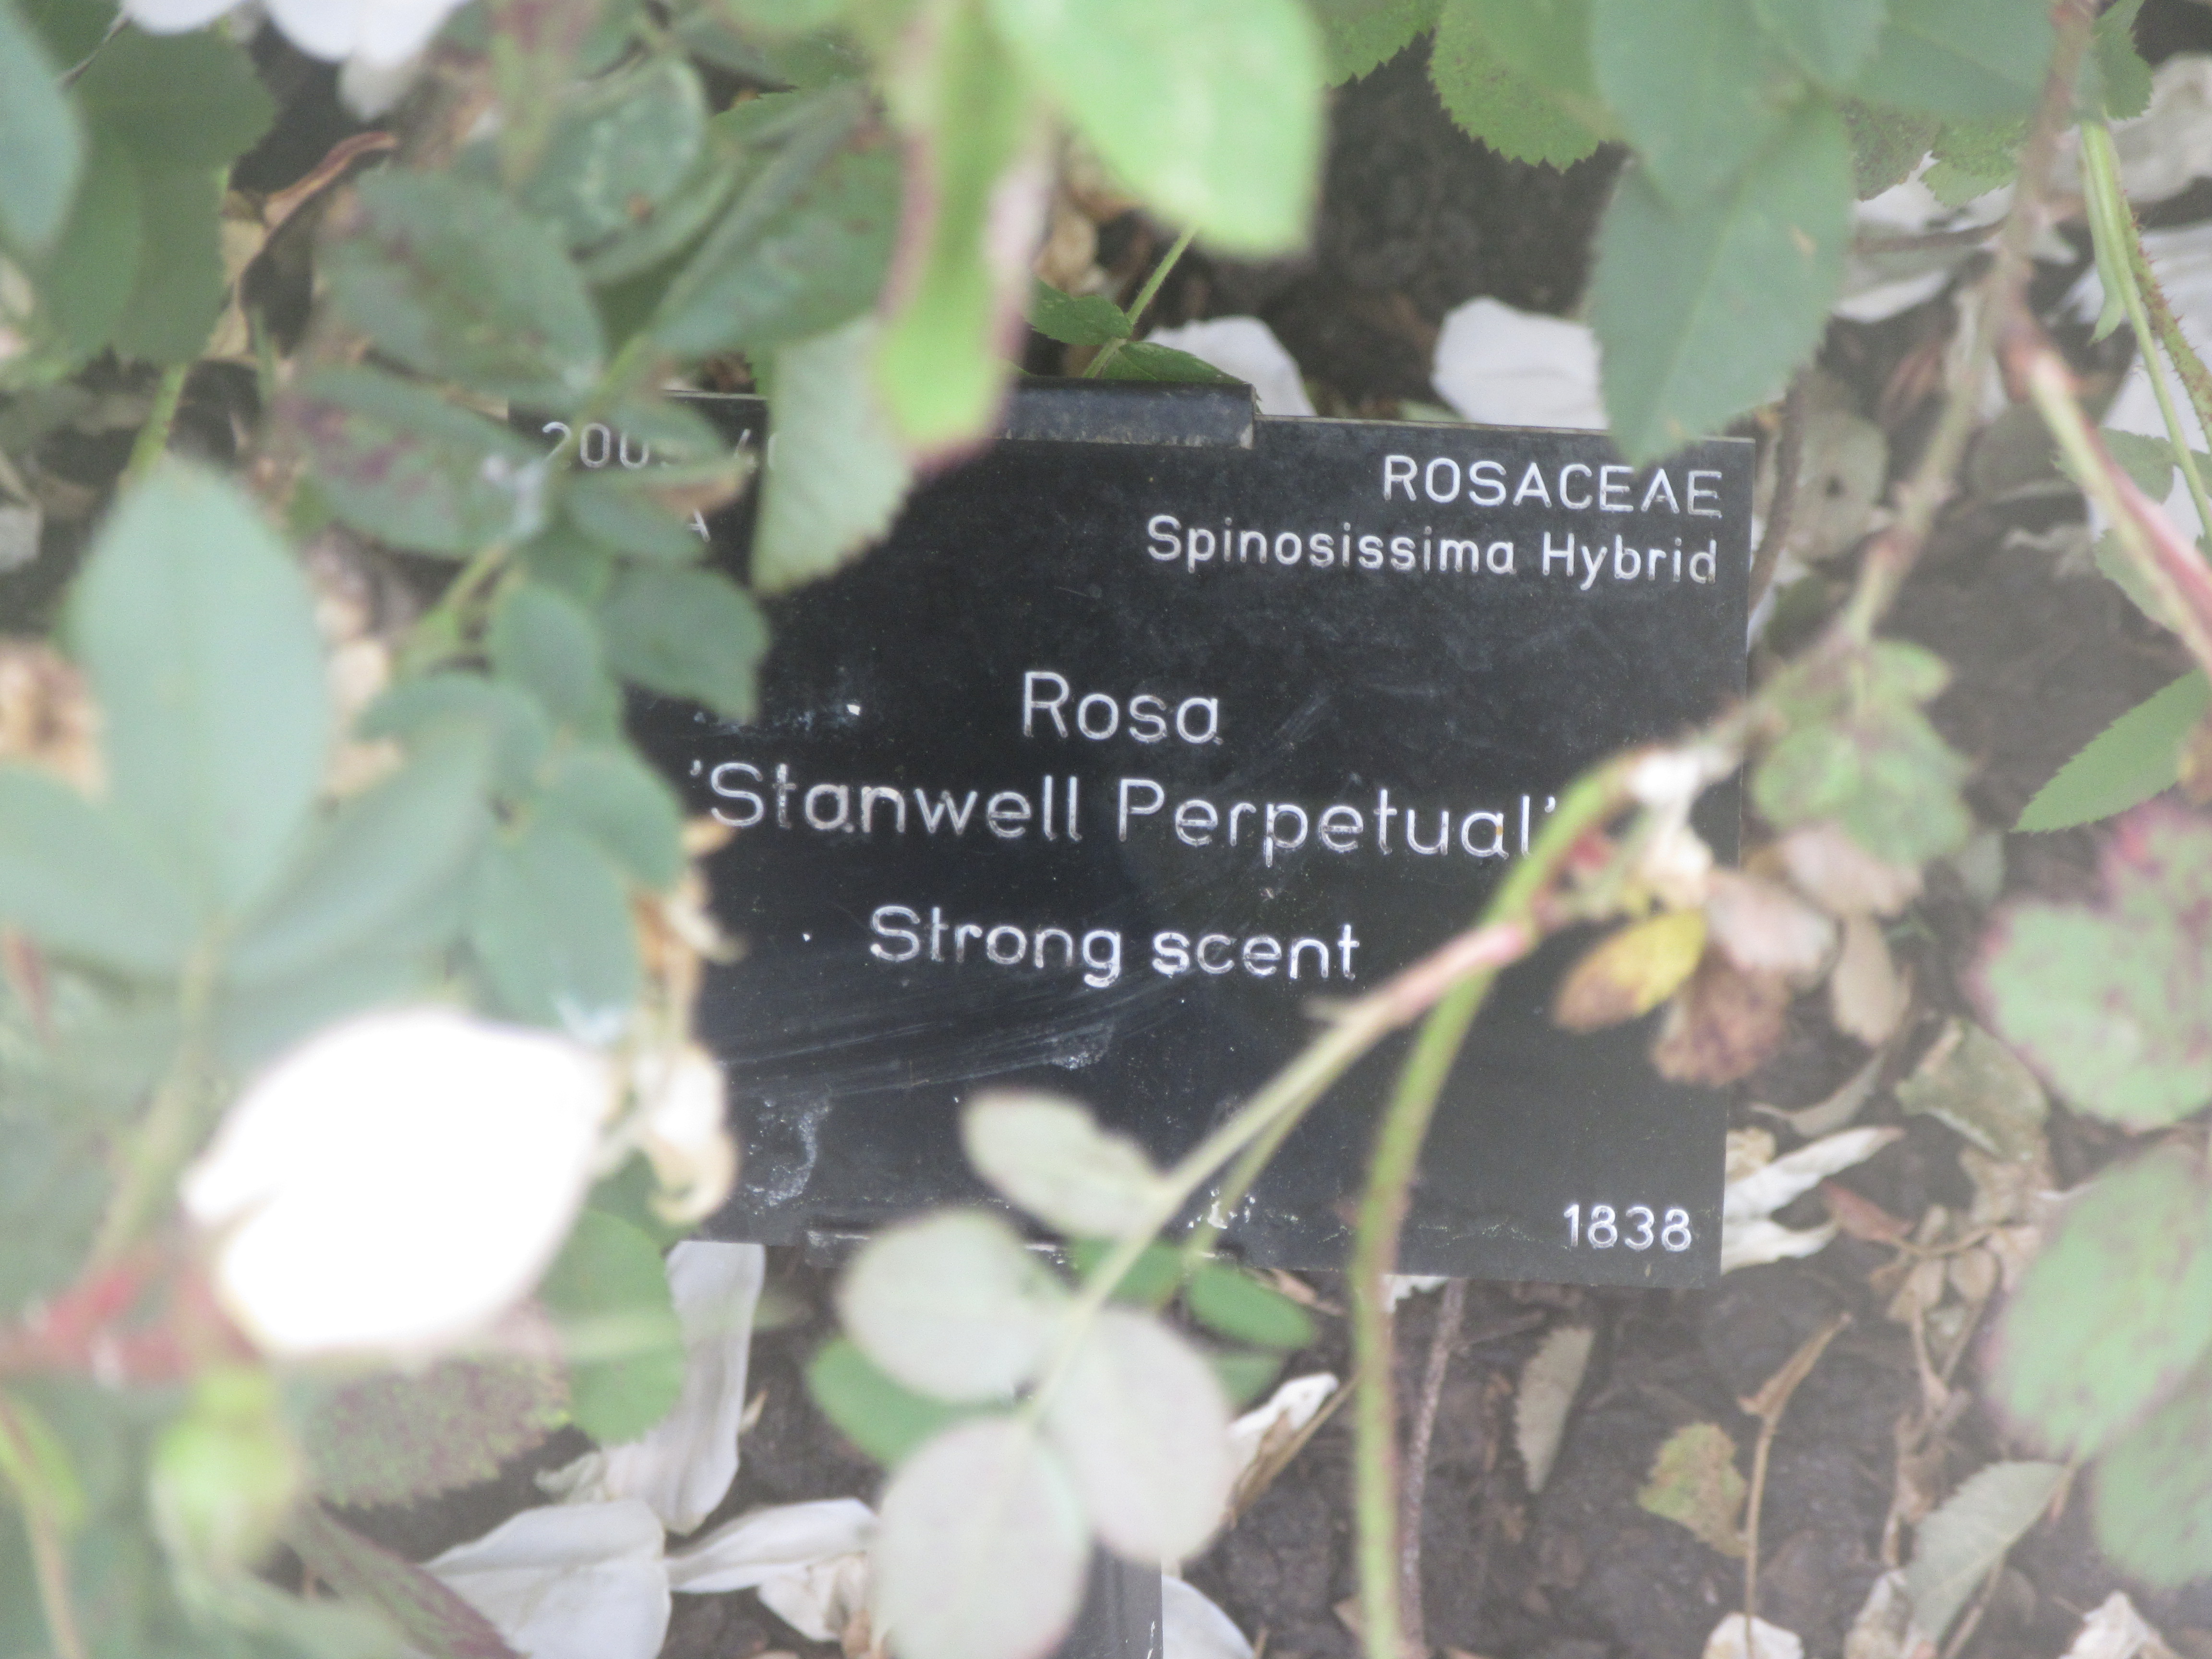 ROSACEAE
Spinosissima Hybrid
Rosa
'Stanwell Perpetual'
Strong scent
1838